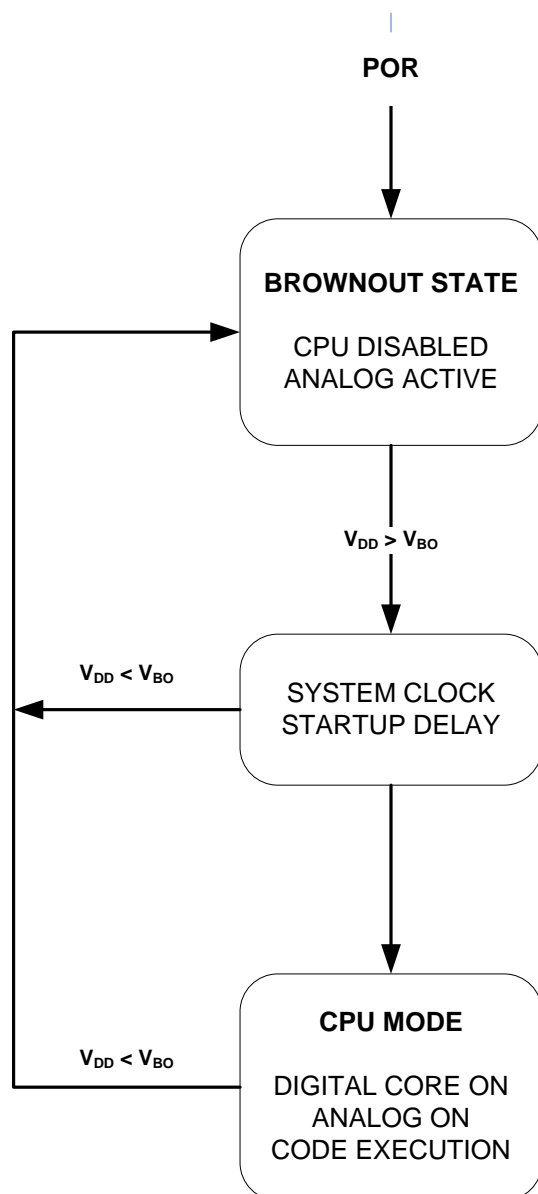 POR
BROWNOUT STATE
CPU DISABLED
ANALOG ACTIVE
VDD > VBO
VDD < VBO
SYSTEM CLOCK
STARTUP DELAY
CPU MODE
VDD < VBO
DIGITAL CORE ON
ANALOG ON
CODE EXECUTION